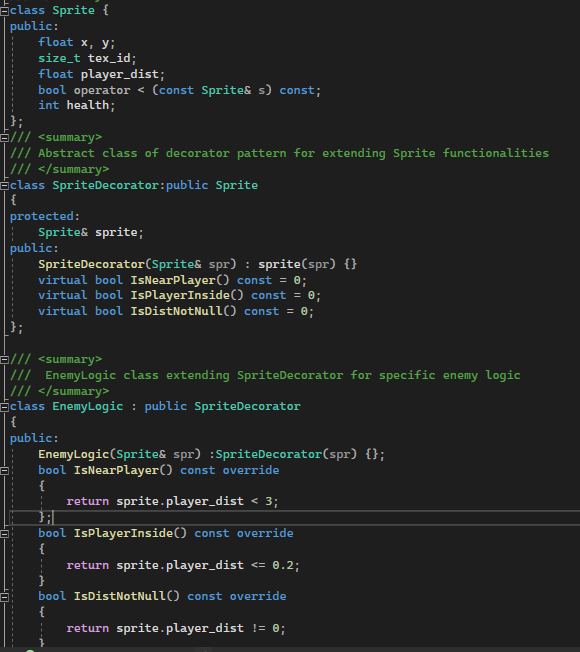 class Sprite {
public:
    float x, y;
    size_t tex_id;
    float player_dist;
    bool operator < (const Sprite& s) const;
    int health;
};
/// <summary>
/// Abstract class of decorator pattern for extending Sprite functionalities
/// </summary>
class SpriteDecorator:public Sprite
{
protected:
    Sprite& sprite;
public:
    SpriteDecorator(Sprite& spr) : sprite(spr) {}
    virtual bool IsNearPlayer() const = 0;
    virtual bool IsPlayerInside() const = 0;
    virtual bool IsDistNotNull() const = 0;
};

/// <summary>
///  EnemyLogic class extending SpriteDecorator for specific enemy logic
/// </summary>
class EnemyLogic : public SpriteDecorator
{
public:
    EnemyLogic(Sprite& spr) :SpriteDecorator(spr) {};
    bool IsNearPlayer() const override
    {
        return sprite.player_dist < 3;
    };
    bool IsPlayerInside() const override
    {
        return sprite.player_dist <= 0.2;
    }
    bool IsDistNotNull() const override
    {
        return sprite.player_dist != 0;
    }